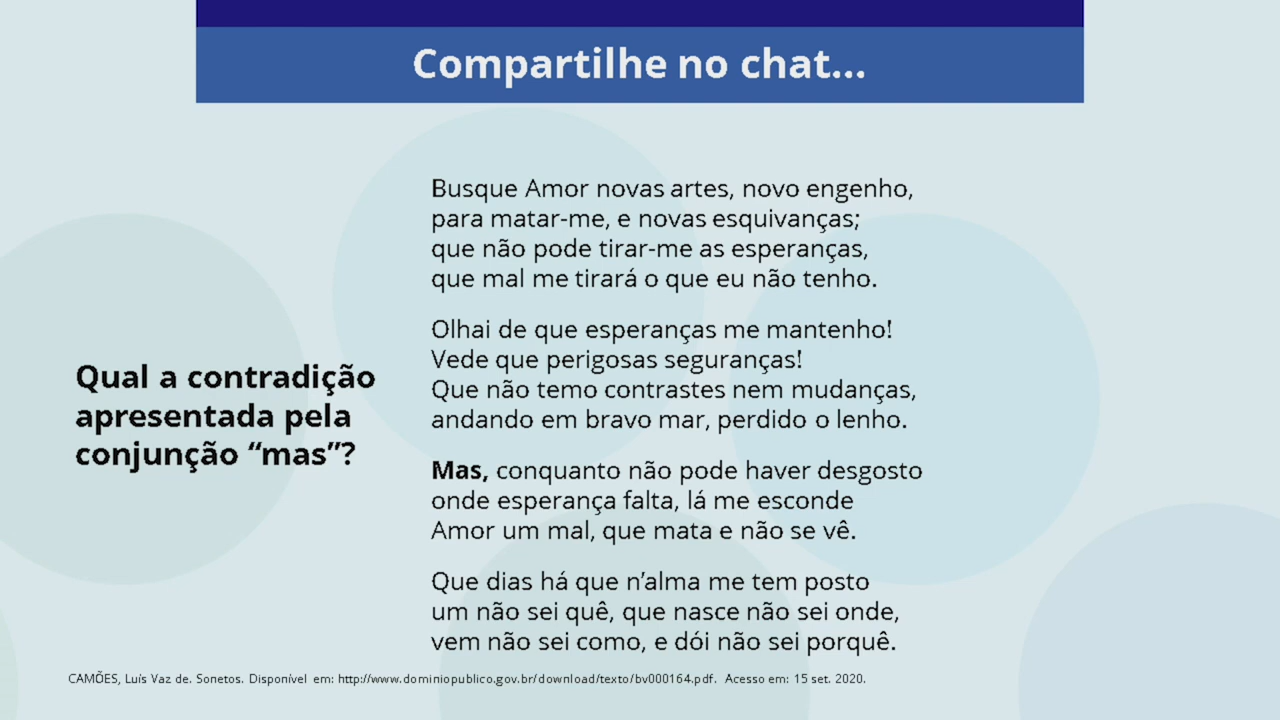 Compartilhe no chat...
Qual a contradição
apresentada pela
conjunção “mas”?
Busque Amor novas artes, novo engenho,
para matar-me, e novas esquivanças;
que não pode tirar-me as esperanças,
que mal me tirará o que eu não tenho.
Olhai de que esperanças me mantenho!
Vede que perigosas seguranças!
Que não temo contrastes nem mudanças,
andando em bravo mar, perdido o lenho.
Mas, conquanto não pode haver desgosto
onde esperança falta, lá me esconde
Amor um mal, que mata e não se vê.
Que dias há que n’alma me tem posto
um não sei quê, que nasce não sei onde,
vem não sei como, e dói não sei porquê.
CAMÕES, Luís Vaz de. Sonetos. Disponível em: http://www.dominiopublico.gov.br/download/texto/bv000164.pdf. Acesso em: 15 set. 2020.